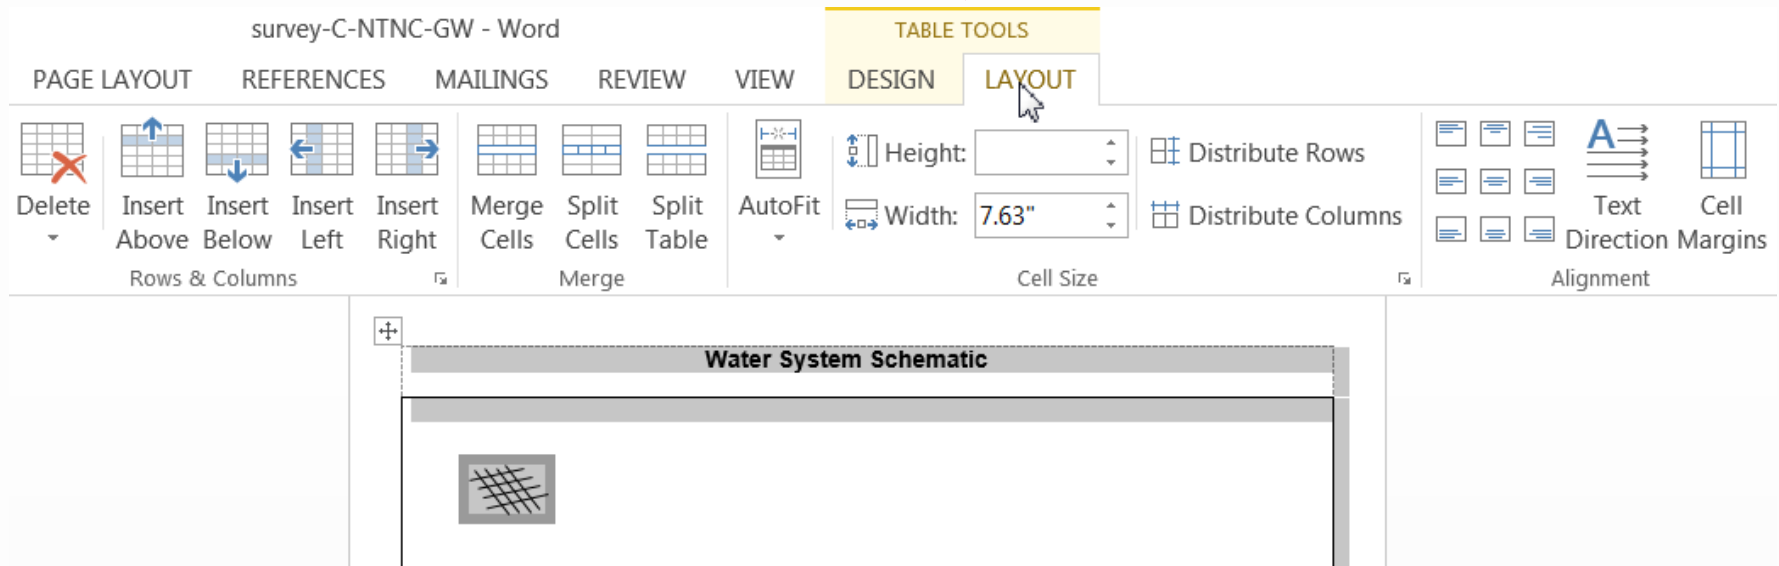 survey-C-NTNC-GW - Word
TABLE TOOLS
PAGE LAYOUT REFERENCES MAILINGS REVIEW VIEW DESIGN LAYOUT
Height:
Distribute Rows
Delete
Insert Above
Insert Below
Insert Left
Insert Right
Merge Cells
Split Cells
Split Table
AutoFit
Width: 7.63"
Distribute Columns
Text Direction
Cell Margins
Rows & Columns
Merge
Cell Size
Alignment
Water System Schematic